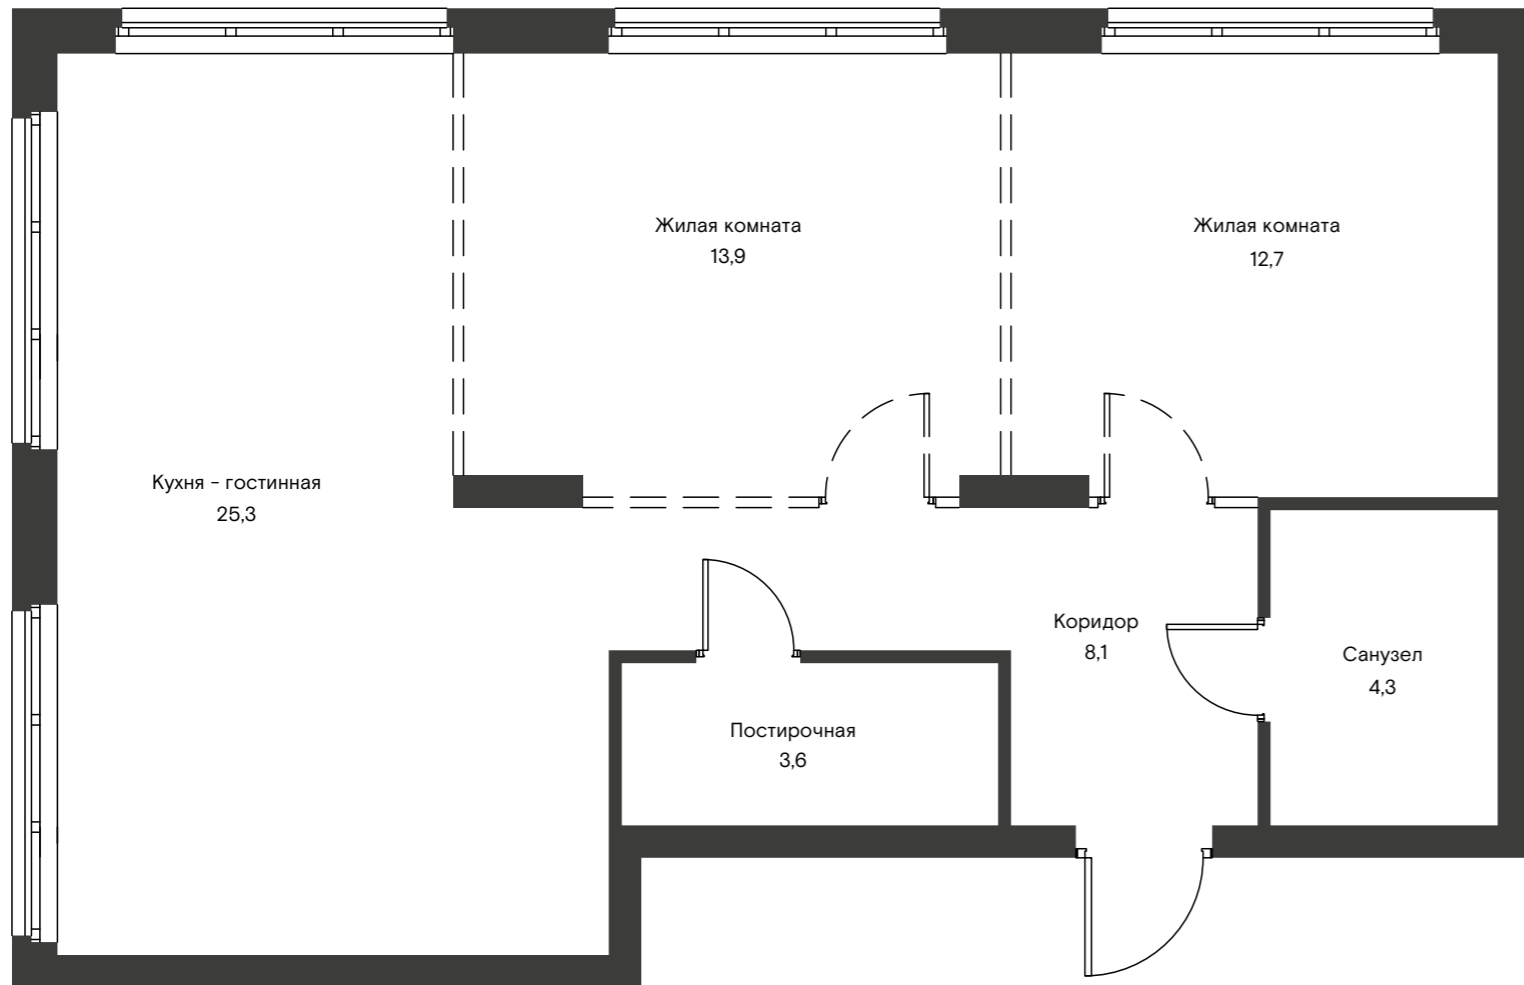 Жилая комната
13,9
Жилая комната
12,7
Кухня - гостинная
25,3
Коридор
8,1
Санузел
4,3
Постирочная
3,6